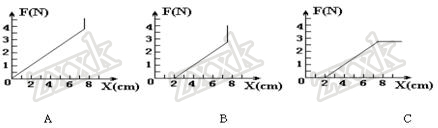 F(N) F(N) F(N)
4 4 4
3 3 3
2 2 2
1 1 1
0 2 4 6 8 0 2 4 6 8 0 2 4 6 8
X(cm) X(cm) X(cm)
A B C